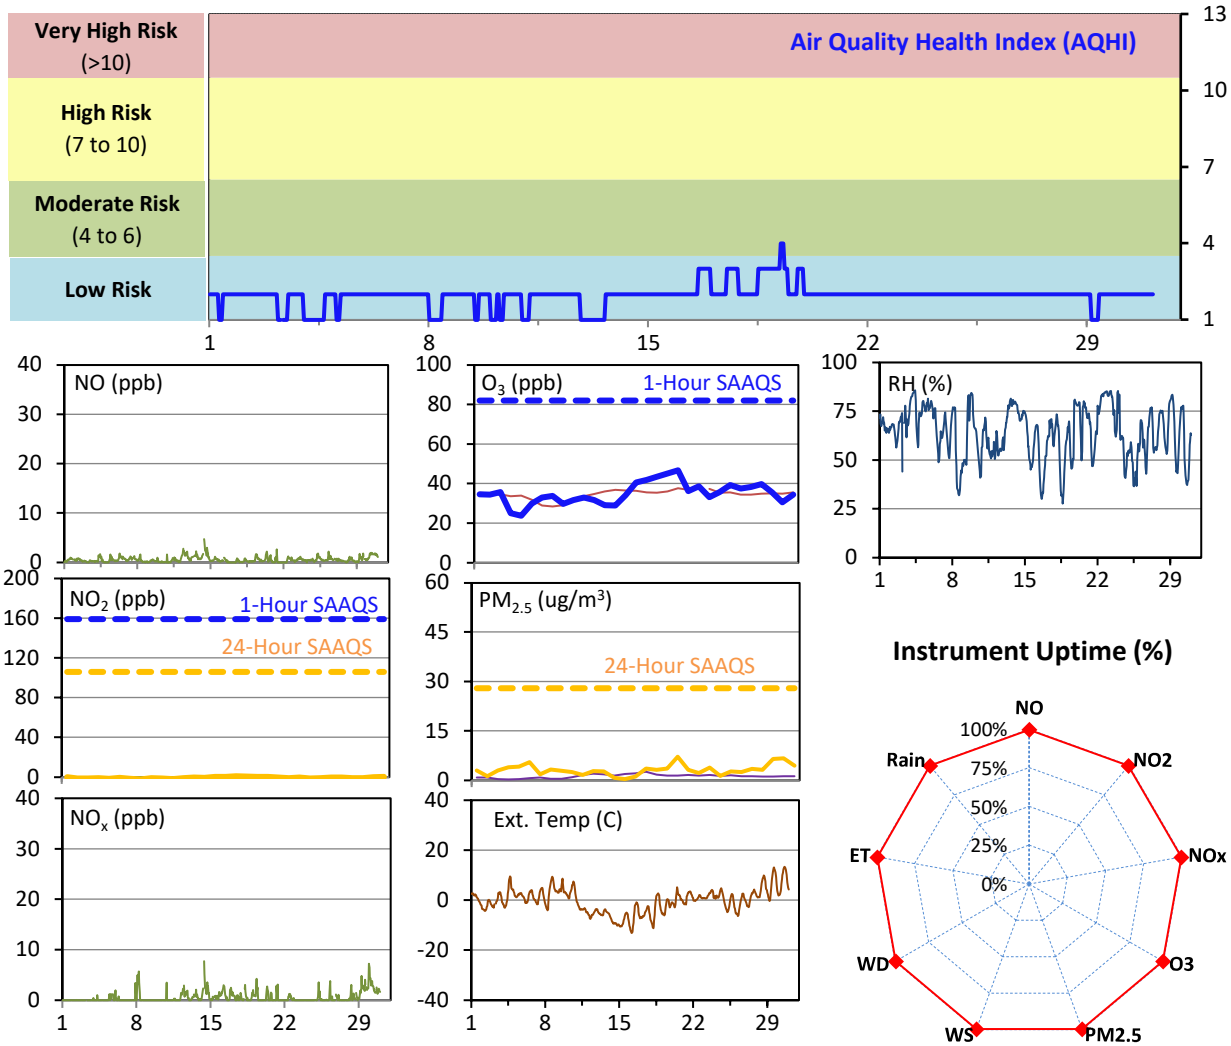 Very High Risk
(>10)
High Risk
(7 to 10)
Moderate Risk
(4 to 6)
Low Risk
Air Quality Health Index (AQHI)
13
10
7
4
1
1 8 15 22 29
NO (ppb)
40
30
20
10
0
O3 (ppb)
1-Hour SAAQS
100
80
60
40
20
0
RH (%)
100
75
50
25
0
1 8 15 22 29
NO2 (ppb)
1-Hour SAAQS
24-Hour SAAQS
200
160
120
80
40
0
PM2.5 (ug/m³)
24-Hour SAAQS
60
45
30
15
0
NOx (ppb)
40
30
20
10
0
1 8 15 22 29
Ext. Temp (C)
40
20
0
-20
-40
1 8 15 22 29
Instrument Uptime (%)
NO
NO2
NOx
O3
PM2.5
WS
WD
ET
Rain
100%
75%
50%
25%
0%